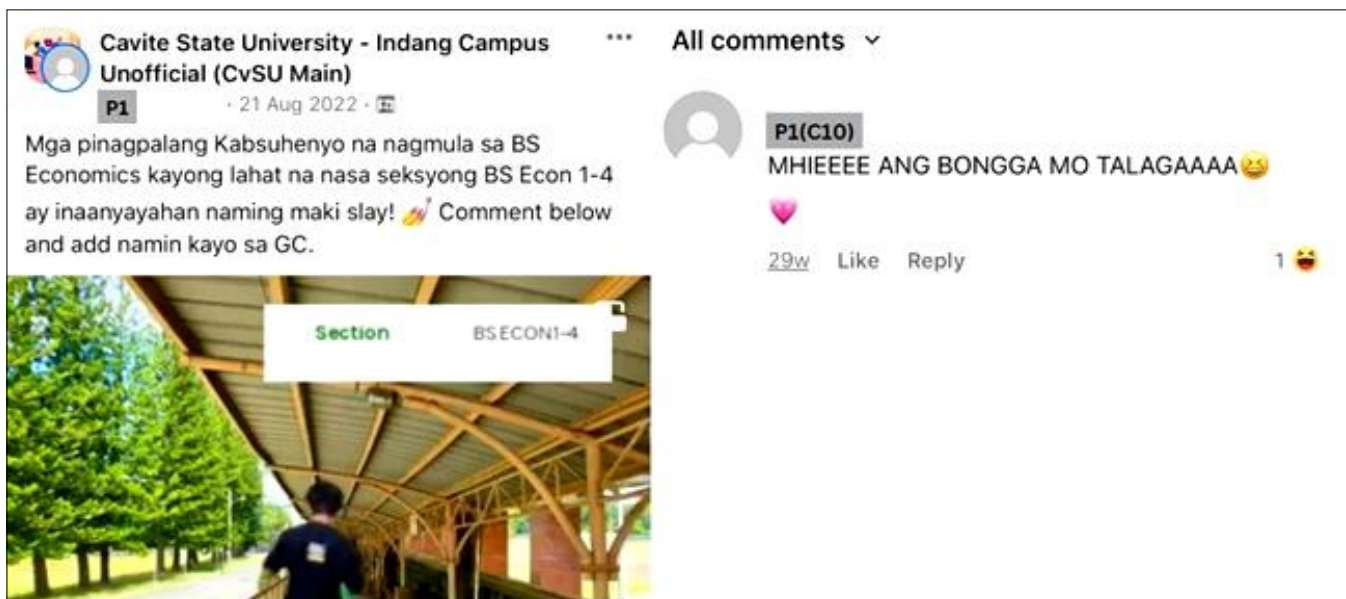 Cavite State University - Indang Campus
Unofficial (CvSU Main)
P1 · 21 Aug 2022 ·
Mga pinagpalang Kabsuhenyo na nagmula sa BS
Economics kayong lahat na nasa seksyong BS Econ 1-4
ay inaanyayahan naming maki slay! 💅 Comment below
and add namin kayo sa GC.
Section BSECON1-4
All comments
P1(C10)
MHIEEEE ANG BONGGA MO TALAGAAAA😆
💗
29w Like Reply 1 😆